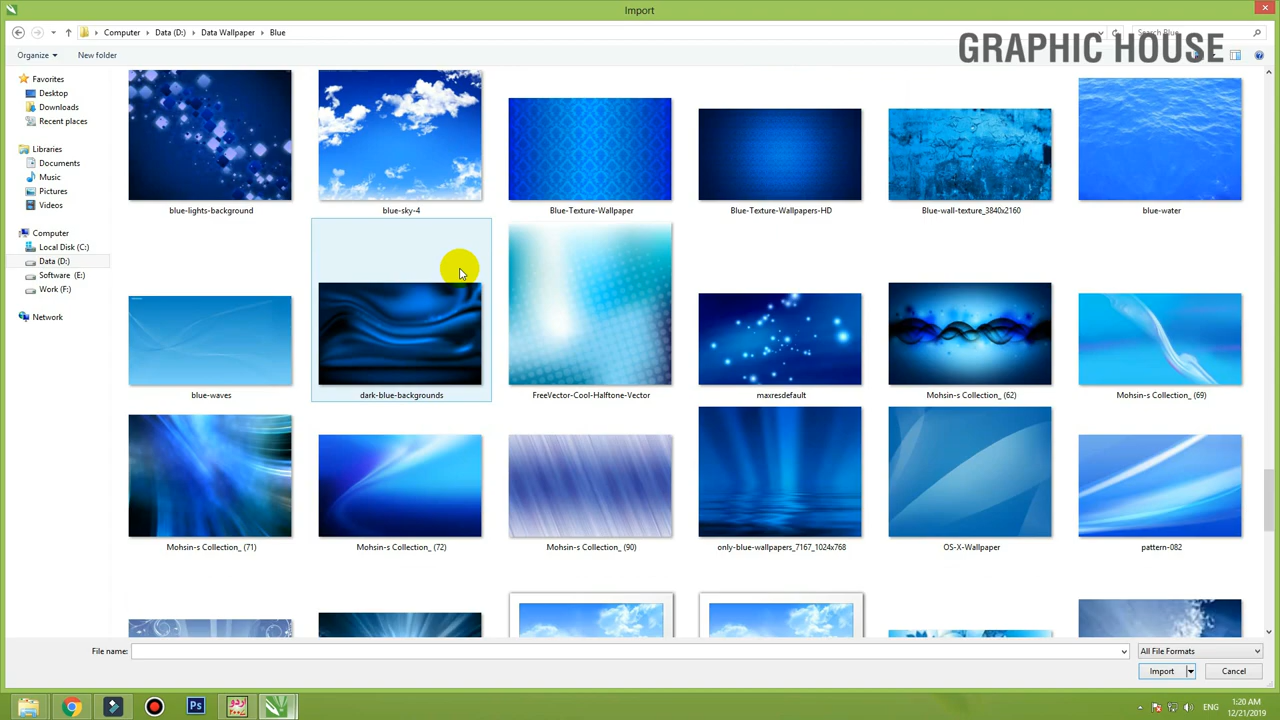 Import
Computer Data (D:) Data Wallpaper Blue
Search Blue
GRAPHIC HOUSE
Organize New folder
Favorites
Desktop
Downloads
Recent places
Libraries
Documents
Music
Pictures
Videos
Computer
Local Disk (C:)
Data (D:)
Software (E:)
Work (F:)
Network
blue-lights-background blue-sky-4 Blue-Texture-Wallpaper Blue-Texture-Wallpapers-HD Blue-wall-texture_3840x2160 blue-water
blue-waves dark-blue-backgrounds FreeVector-Cool-Halftone-Vector maxresdefault Mohsin-s Collection_ (62) Mohsin-s Collection_ (69)
Mohsin-s Collection_ (71) Mohsin-s Collection_ (72) Mohsin-s Collection_ (90) only-blue-wallpapers_7167_1024x768 OS-X-Wallpaper pattern-082
File name: All File Formats
Import Cancel
Ps اردو ENG 1:20 AM
12/21/2019